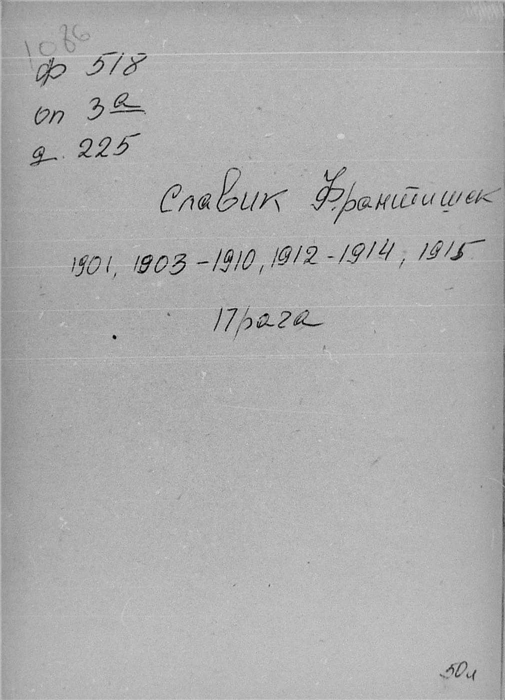 1086
ф 518
оп 3а
д. 225
Славик Франтишек
1901, 1903-1910, 1912-1914, 1915
Прага
50л